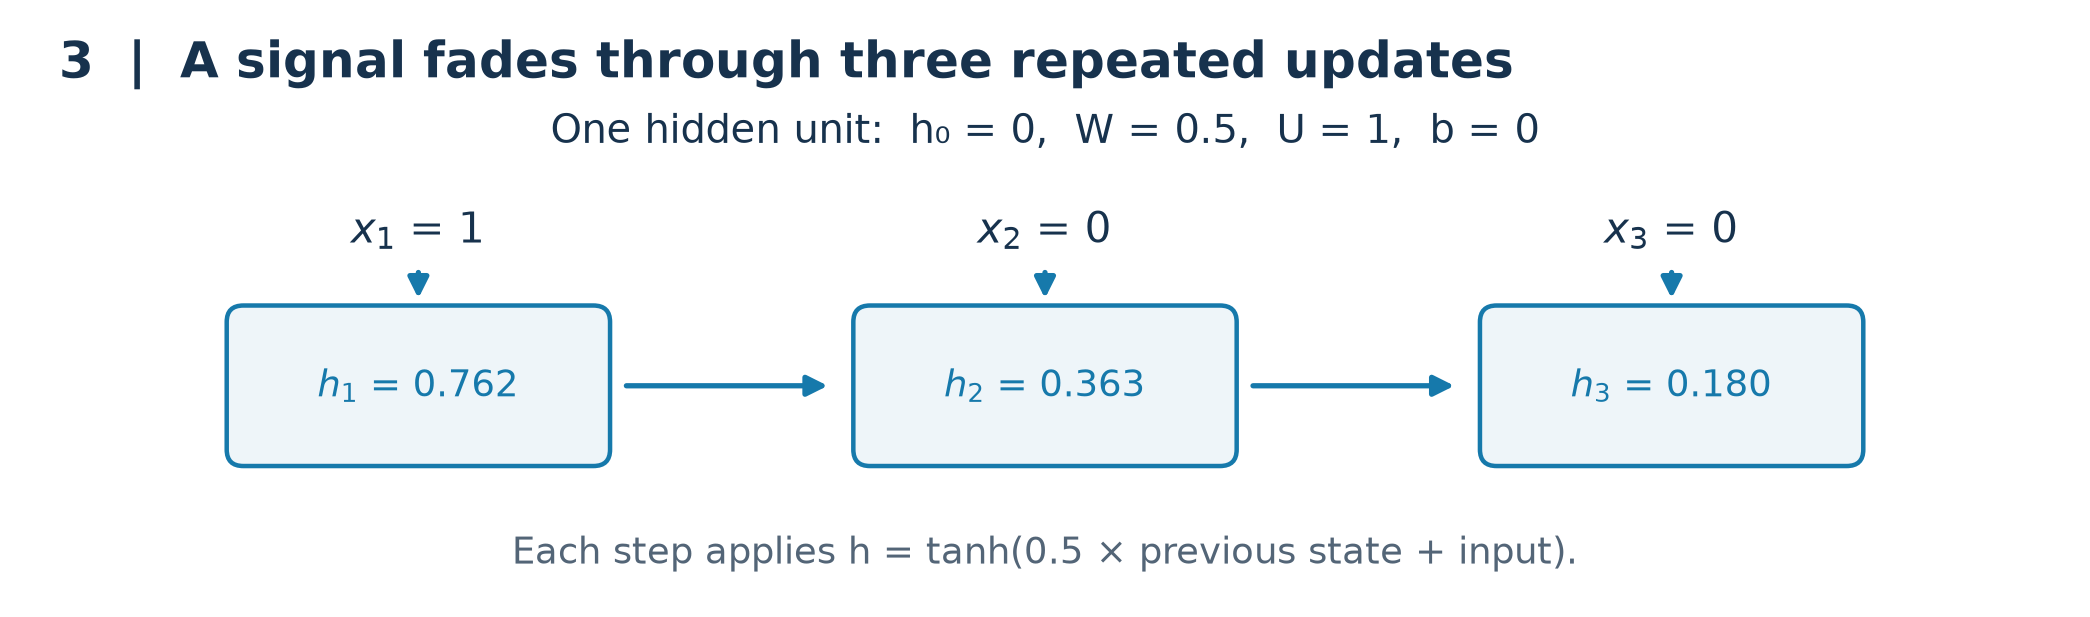 3 | A signal fades through three repeated updates
One hidden unit: h₀ = 0, W = 0.5, U = 1, b = 0
x₁ = 1
x₂ = 0
x₃ = 0
h₁ = 0.762
h₂ = 0.363
h₃ = 0.180
Each step applies h = tanh(0.5 × previous state + input).